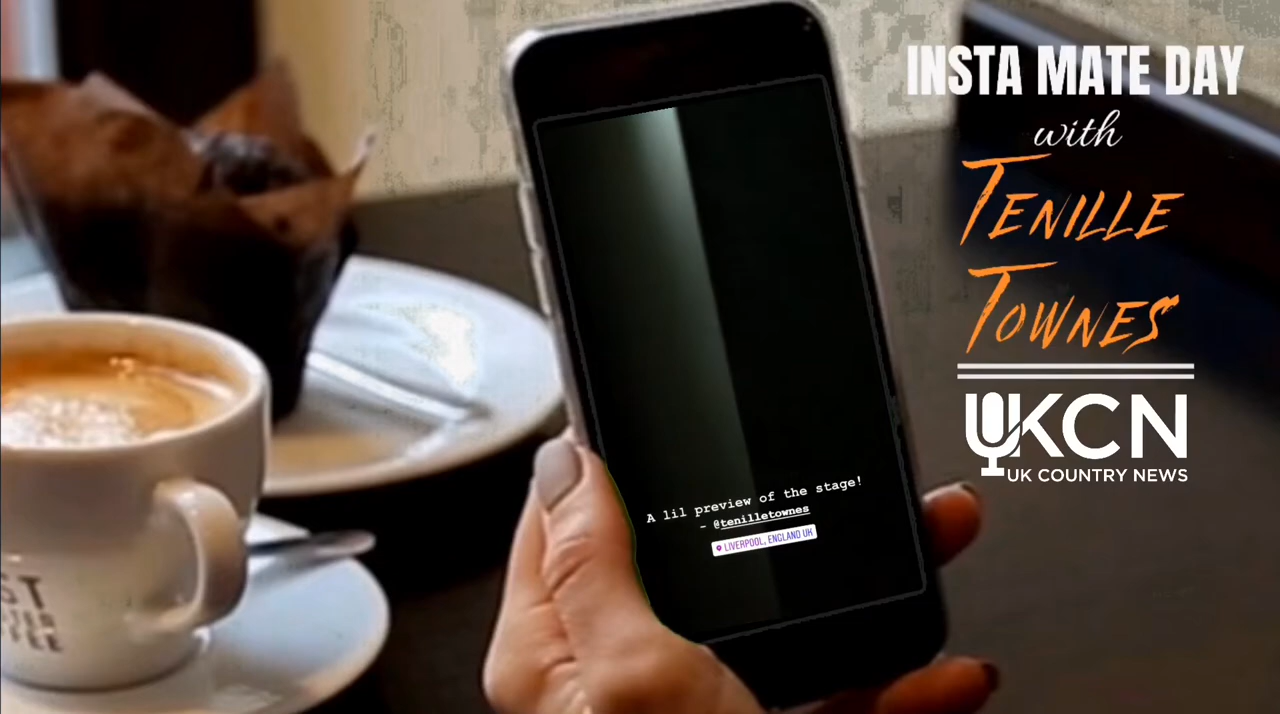 INSTA MATE DAY
with
TENILLE
TOWNES
UKCN
UK COUNTRY NEWS
A lil preview of the stage!
- @tenilletownes
LIVERPOOL, ENGLAND UK